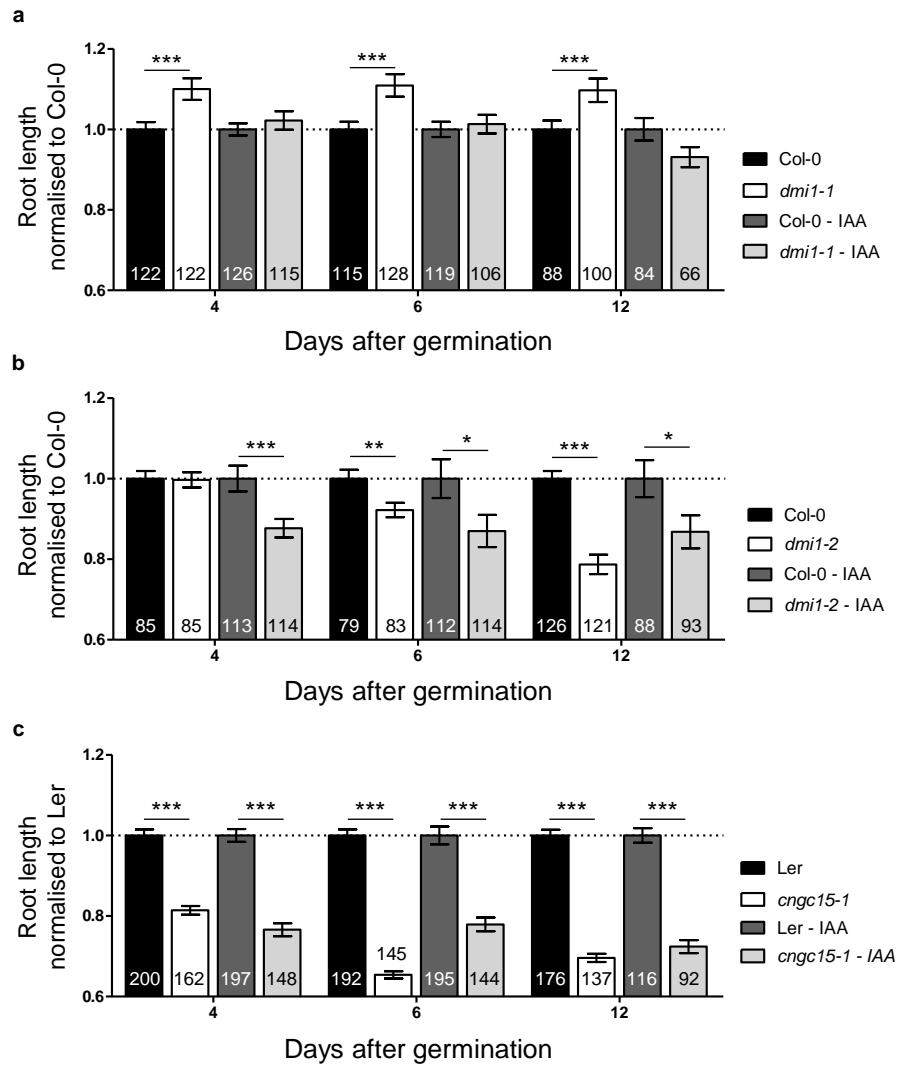 a
Root length
normalised to Col-0
1.2
1.0
0.8
0.6
*** *** ***
122 122 126 115 115 128 119 106 88 100 84 66
4 6 12
Days after germination
Col-0
dmi1-1
Col-0 - IAA
dmi1-1 - IAA
b
Root length
normalised to Col-0
1.2
1.0
0.8
0.6
*** ** * *** *
85 85 113 114 79 83 112 114 126 121 88 93
4 6 12
Days after germination
Col-0
dmi1-2
Col-0 - IAA
dmi1-2 - IAA
c
Root length
normalised to Ler
1.2
1.0
0.8
0.6
*** *** *** *** *** ***
200 162 197 148 192 145 195 144 176 137 116 92
4 6 12
Days after germination
Ler
cngc15-1
Ler - IAA
cngc15-1 - IAA